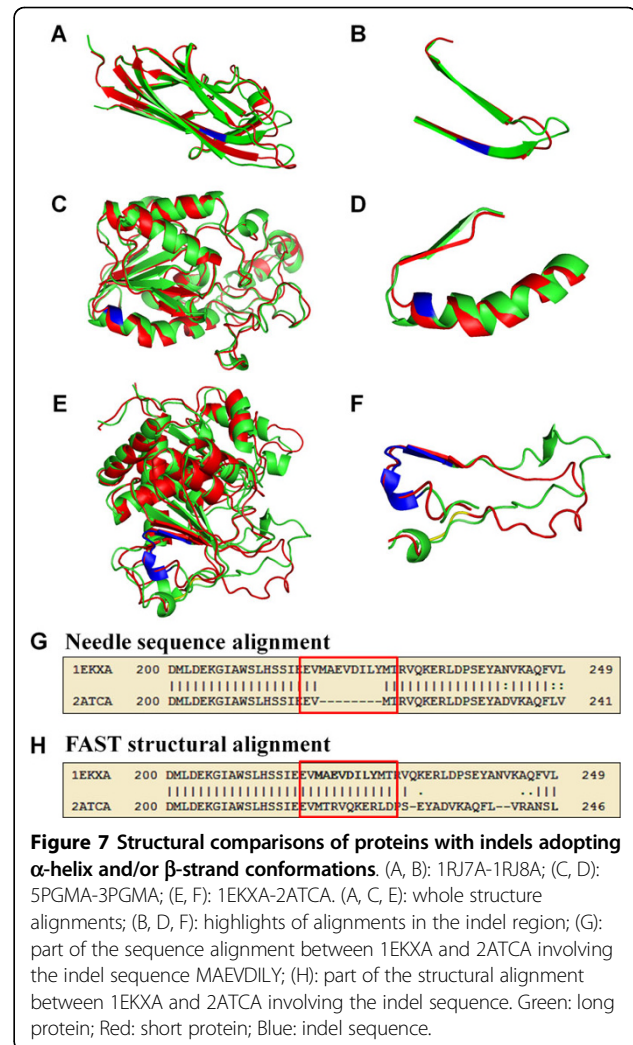 A
B
C
D
E
F
G Needle sequence alignment
1EKXA 200 DMLDEKGIAWSLHSSIEEVMAEVDILYMTRVQKERLDPSEYANVKAQFVL 249
||||||||||||||||||| |||||||||||||||:|||||::
2ATCA 200 DMLDEKGIAWSLHSSIEEV--------MTRVQKERLDPSEYADVKAQFLV 241
H FAST structural alignment
1EKXA 200 DMLDEKGIAWSLHSSIEEVMAEVDILYMTRVQKERLDPSEYANVKAQFVL 249
||||||||||||||||||||||||||||| . .. |||
2ATCA 200 DMLDEKGIAWSLHSSIEEVMTRVQKERLDPS-EYADVKAQFL--VRANSL 246
Figure 7 Structural comparisons of proteins with indels adopting
α-helix and/or β-strand conformations. (A, B): 1RJ7A-1RJ8A; (C, D):
5PGMA-3PGMA; (E, F): 1EKXA-2ATCA. (A, C, E): whole structure
alignments; (B, D, F): highlights of alignments in the indel region; (G):
part of the sequence alignment between 1EKXA and 2ATCA involving
the indel sequence MAEVDILY; (H): part of the structural alignment
between 1EKXA and 2ATCA involving the indel sequence. Green: long
protein; Red: short protein; Blue: indel sequence.